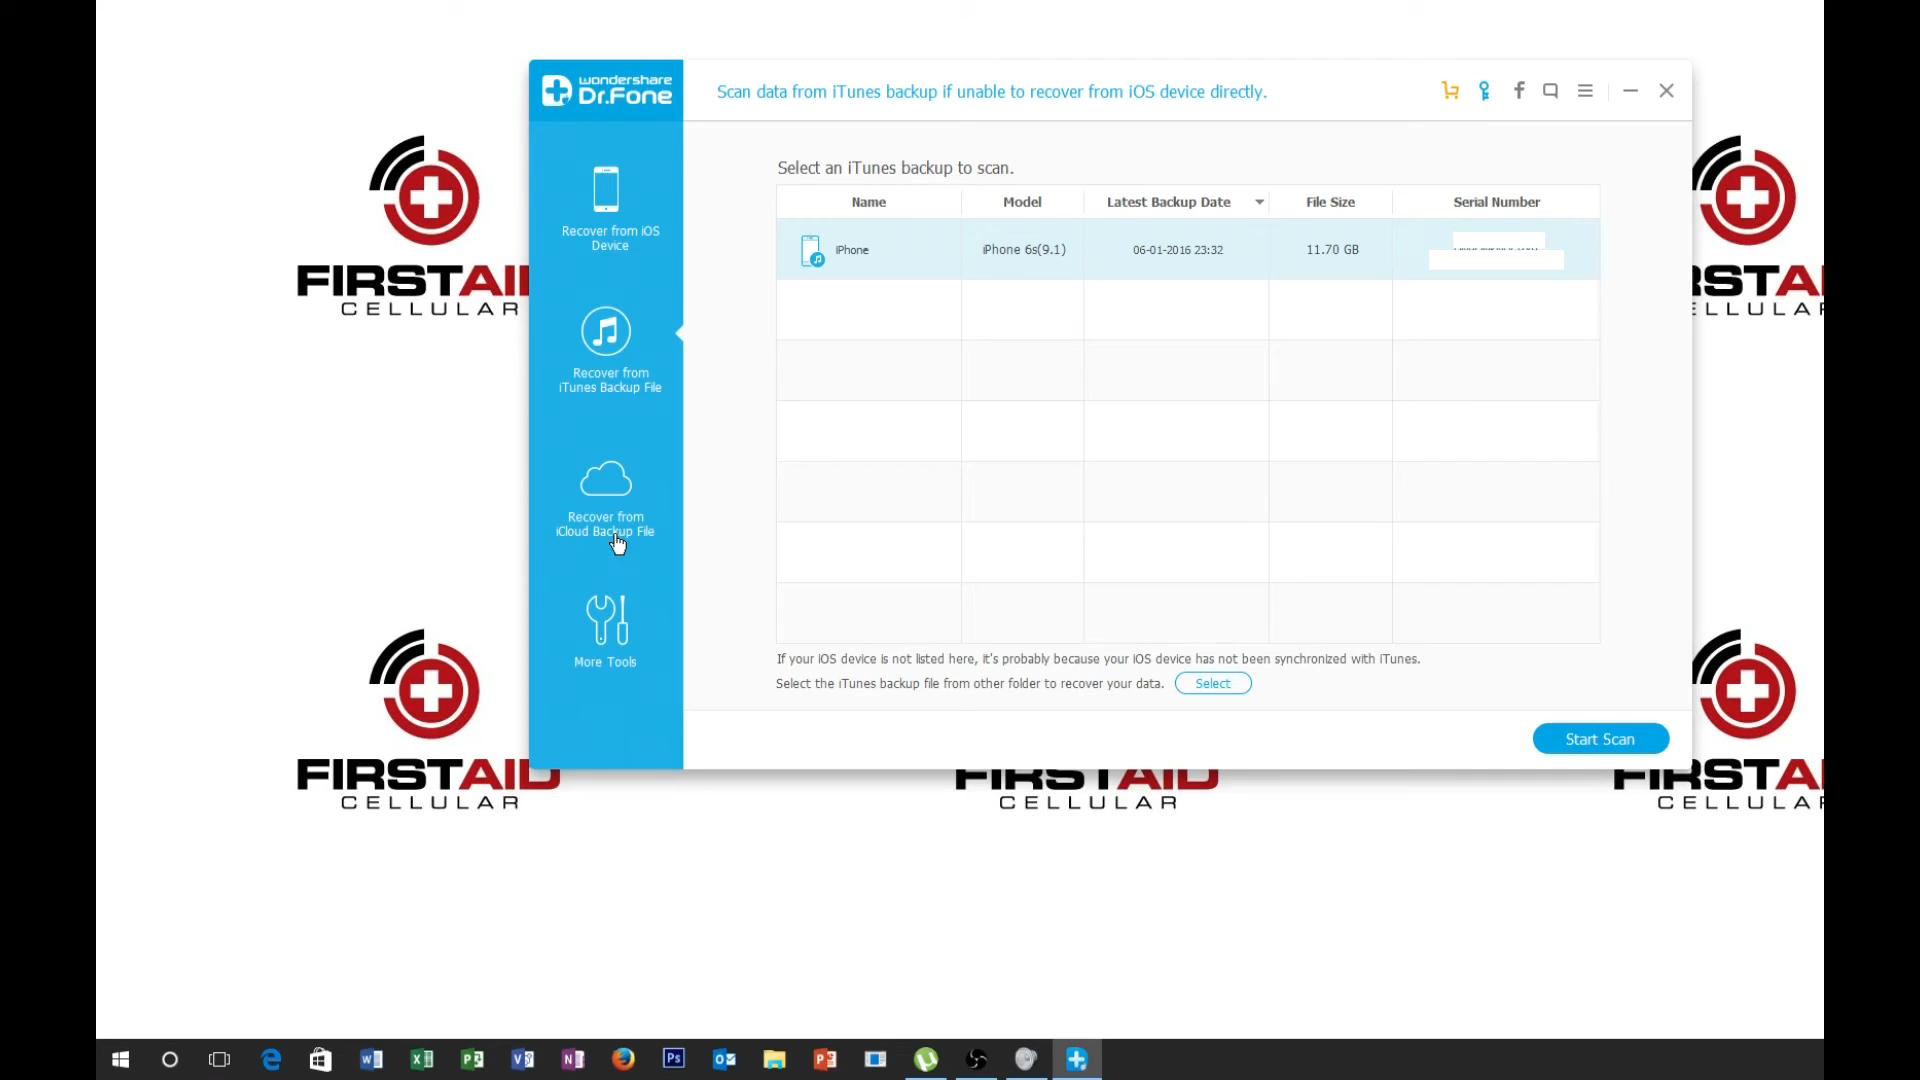 wondershare
Dr.Fone
Scan data from iTunes backup if unable to recover from iOS device directly.
Recover from iOS
Device
Recover from
iTunes Backup File
Recover from
iCloud Backup File
More Tools
Select an iTunes backup to scan.
Name Model Latest Backup Date File Size Serial Number
iPhone iPhone 6s(9.1) 06-01-2016 23:32 11.70 GB
If your iOS device is not listed here, it's probably because your iOS device has not been synchronized with iTunes.
Select the iTunes backup file from other folder to recover your data. Select
Start Scan
FIRSTAI
CELLULAR
RSTA
ELLULA
FIRSTAID
CELLULAR
FIRSTAID
CELLULAR
FIRSTA
CELLULA